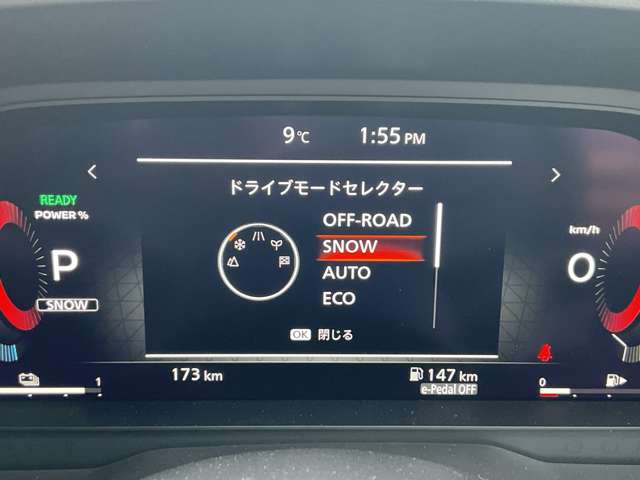 9℃ 1:55 PM
ドライブモードセレクター
READY
POWER %
OFF-ROAD
km/h
P
SNOW
0
AUTO
SNOW
ECO
OK 閉じる
1
0
173 km
147 km
e-Pedal OFF